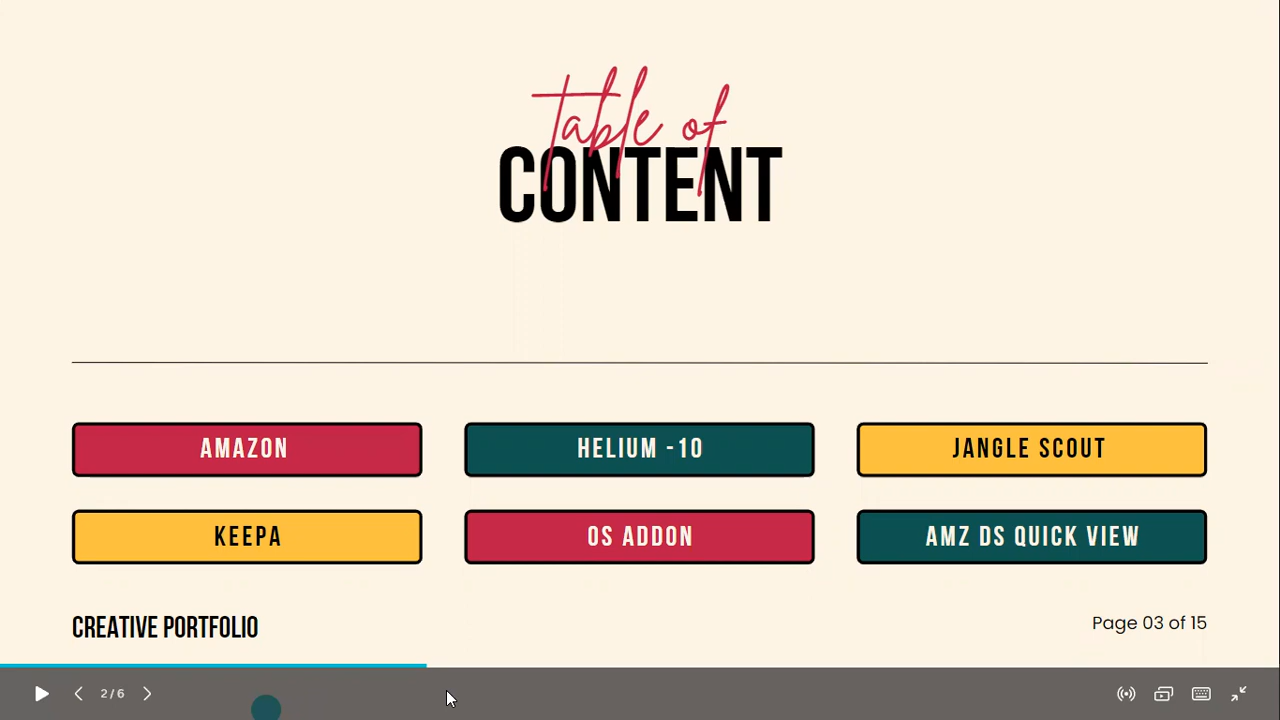 table of
CONTENT
AMAZON
HELIUM -10
JANGLE SCOUT
KEEPA
OS ADDON
AMZ DS QUICK VIEW
CREATIVE PORTFOLIO
Page 03 of 15
2 / 6